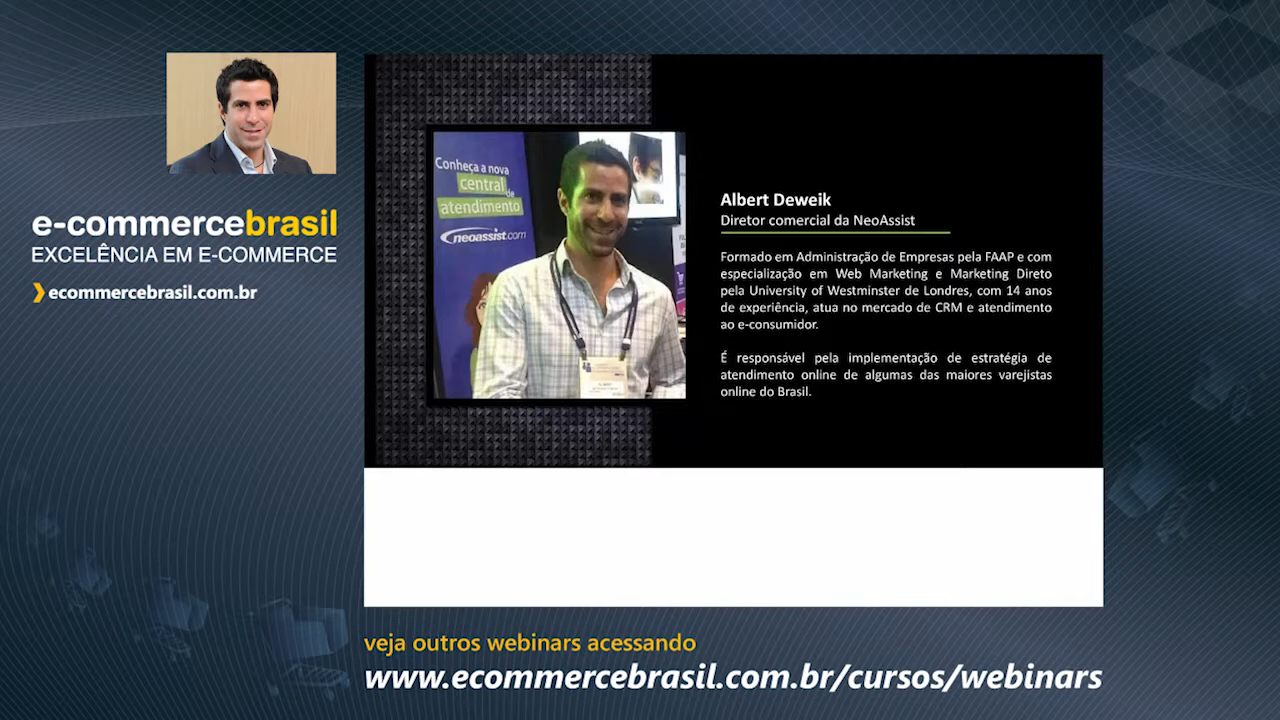 e-commercebrasil
EXCELÊNCIA EM E-COMMERCE
ecommercebrasil.com.br
Conheça a nova
central de
atendimento
neoassist.com
Albert Deweik
Diretor comercial da NeoAssist
Formado em Administração de Empresas pela FAAP e com
especialização em Web Marketing e Marketing Direto
pela University of Westminster de Londres, com 14 anos
de experiência, atua no mercado de CRM e atendimento
ao e-consumidor.
É responsável pela implementação de estratégia de
atendimento online de algumas das maiores varejistas
online do Brasil.
veja outros webinars acessando
www.ecommercebrasil.com.br/cursos/webinars